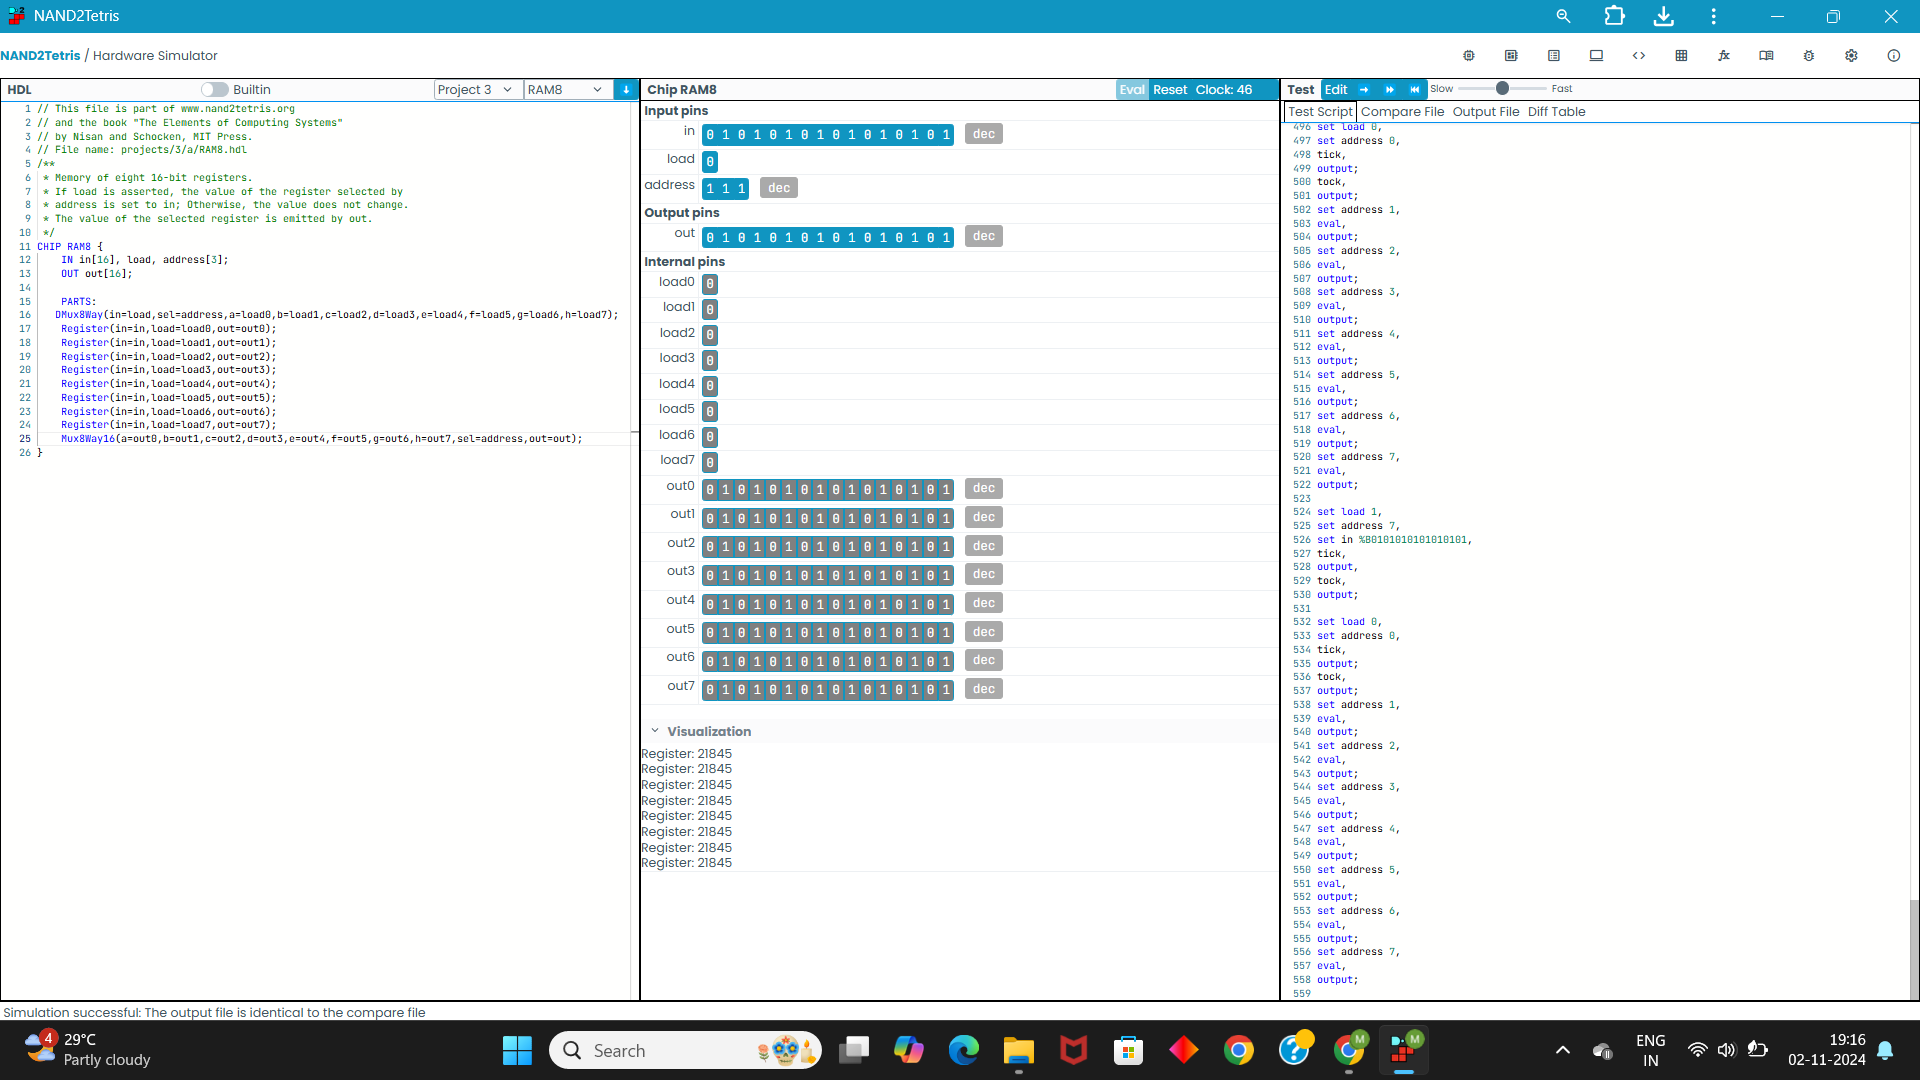 NAND2Tetris
NAND2Tetris / Hardware Simulator
HDL Builtin Project 3 RAM8
1 // This file is part of www.nand2tetris.org
2 // and the book "The Elements of Computing Systems"
3 // by Nisan and Schocken, MIT Press.
4 // File name: projects/3/a/RAM8.hdl
5 /**
6 * Memory of eight 16-bit registers.
7 * If load is asserted, the value of the register selected by
8 * address is set to in; Otherwise, the value does not change.
9 * The value of the selected register is emitted by out.
10 */
11 CHIP RAM8 {
12 IN in[16], load, address[3];
13 OUT out[16];
14
15 PARTS:
16 DMux8Way(in=load,sel=address,a=load0,b=load1,c=load2,d=load3,e=load4,f=load5,g=load6,h=load7);
17 Register(in=in,load=load0,out=out0);
18 Register(in=in,load=load1,out=out1);
19 Register(in=in,load=load2,out=out2);
20 Register(in=in,load=load3,out=out3);
21 Register(in=in,load=load4,out=out4);
22 Register(in=in,load=load5,out=out5);
23 Register(in=in,load=load6,out=out6);
24 Register(in=in,load=load7,out=out7);
25 Mux8Way16(a=out0,b=out1,c=out2,d=out3,e=out4,f=out5,g=out6,h=out7,sel=address,out=out);
26 }
Chip RAM8 Eval Reset Clock: 46
Input pins
in 0 1 0 1 0 1 0 1 0 1 0 1 0 1 0 1 dec
load 0
address 1 1 1 dec
Output pins
out 0 1 0 1 0 1 0 1 0 1 0 1 0 1 0 1 dec
Internal pins
load0 0
load1 0
load2 0
load3 0
load4 0
load5 0
load6 0
load7 0
out0 0 1 0 1 0 1 0 1 0 1 0 1 0 1 0 1 dec
out1 0 1 0 1 0 1 0 1 0 1 0 1 0 1 0 1 dec
out2 0 1 0 1 0 1 0 1 0 1 0 1 0 1 0 1 dec
out3 0 1 0 1 0 1 0 1 0 1 0 1 0 1 0 1 dec
out4 0 1 0 1 0 1 0 1 0 1 0 1 0 1 0 1 dec
out5 0 1 0 1 0 1 0 1 0 1 0 1 0 1 0 1 dec
out6 0 1 0 1 0 1 0 1 0 1 0 1 0 1 0 1 dec
out7 0 1 0 1 0 1 0 1 0 1 0 1 0 1 0 1 dec
Visualization
Register: 21845
Register: 21845
Register: 21845
Register: 21845
Register: 21845
Register: 21845
Register: 21845
Register: 21845
Test Edit Slow Fast
Test Script Compare File Output File Diff Table
496 set load 0,
497 set address 0,
498 tick,
499 output;
500 tock,
501 output;
502 set address 1,
503 eval,
504 output;
505 set address 2,
506 eval,
507 output;
508 set address 3,
509 eval,
510 output;
511 set address 4,
512 eval,
513 output;
514 set address 5,
515 eval,
516 output;
517 set address 6,
518 eval,
519 output;
520 set address 7,
521 eval,
522 output;
523
524 set load 1,
525 set address 7,
526 set in %B0101010101010101,
527 tick,
528 output,
529 tock,
530 output;
531
532 set load 0,
533 set address 0,
534 tick,
535 output;
536 tock,
537 output;
538 set address 1,
539 eval,
540 output;
541 set address 2,
542 eval,
543 output;
544 set address 3,
545 eval,
546 output;
547 set address 4,
548 eval,
549 output;
550 set address 5,
551 eval,
552 output;
553 set address 6,
554 eval,
555 output;
556 set address 7,
557 eval,
558 output;
559
Simulation successful: The output file is identical to the compare file
4
29°C
Partly cloudy
Search
M
M
ENG
IN
19:16
02-11-2024